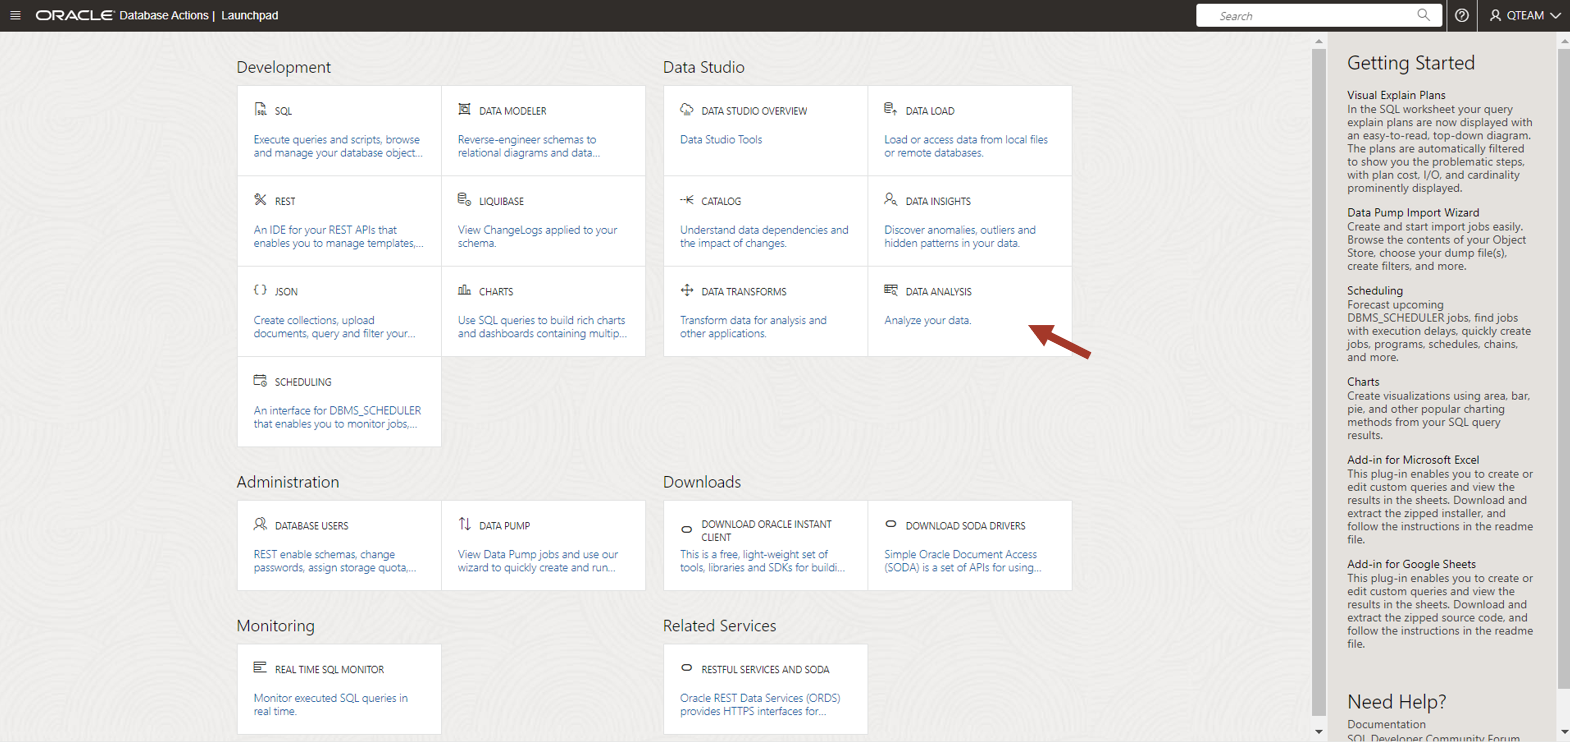 ORACLE Database Actions | Launchpad
Search
QTEAM
Development
SQL
Execute queries and scripts, browse
and manage your database object...
DATA MODELER
Reverse-engineer schemas to
relational diagrams and data...
REST
An IDE for your REST APIs that
enables you to manage templates,...
LIQUIBASE
View ChangeLogs applied to your
schema.
JSON
Create collections, upload
documents, query and filter your...
CHARTS
Use SQL queries to build rich charts
and dashboards containing multip...
SCHEDULING
An interface for DBMS_SCHEDULER
that enables you to monitor jobs,...
Data Studio
DATA STUDIO OVERVIEW
Data Studio Tools
DATA LOAD
Load or access data from local files
or remote databases.
CATALOG
Understand data dependencies and
the impact of changes.
DATA INSIGHTS
Discover anomalies, outliers and
hidden patterns in your data.
DATA TRANSFORMS
Transform data for analysis and
other applications.
DATA ANALYSIS
Analyze your data.
Administration
DATABASE USERS
REST enable schemas, change
passwords, assign storage quota,...
DATA PUMP
View Data Pump jobs and use our
wizard to quickly create and run...
Downloads
DOWNLOAD ORACLE INSTANT
CLIENT
This is a free, light-weight set of
tools, libraries and SDKs for buildi...
DOWNLOAD SODA DRIVERS
Simple Oracle Document Access
(SODA) is a set of APIs for using...
Monitoring
REAL TIME SQL MONITOR
Monitor executed SQL queries in
real time.
Related Services
RESTFUL SERVICES AND SODA
Oracle REST Data Services (ORDS)
provides HTTPS interfaces for...
Getting Started
Visual Explain Plans
In the SQL worksheet your query
explain plans are now displayed with
an easy-to-read, top-down diagram.
The plans are automatically filtered
to show you the problematic steps,
with plan cost, I/O, and cardinality
prominently displayed.
Data Pump Import Wizard
Create and start import jobs easily.
Browse the contents of your Object
Store, choose your dump file(s),
create filters, and more.
Scheduling
Forecast upcoming
DBMS_SCHEDULER jobs, find jobs
with execution delays, quickly create
jobs, programs, schedules, chains,
and more.
Charts
Create visualizations using area, bar,
pie, and other popular charting
methods from your SQL query
results.
Add-in for Microsoft Excel
This plug-in enables you to create or
edit custom queries and view the
results in the sheets. Download and
extract the zipped installer, and
follow the instructions in the readme
file.
Add-in for Google Sheets
This plug-in enables you to create or
edit custom queries and view the
results in the sheets. Download and
extract the zipped source code, and
follow the instructions in the readme
file.
Need Help?
Documentation
SQL Developer Community Forum